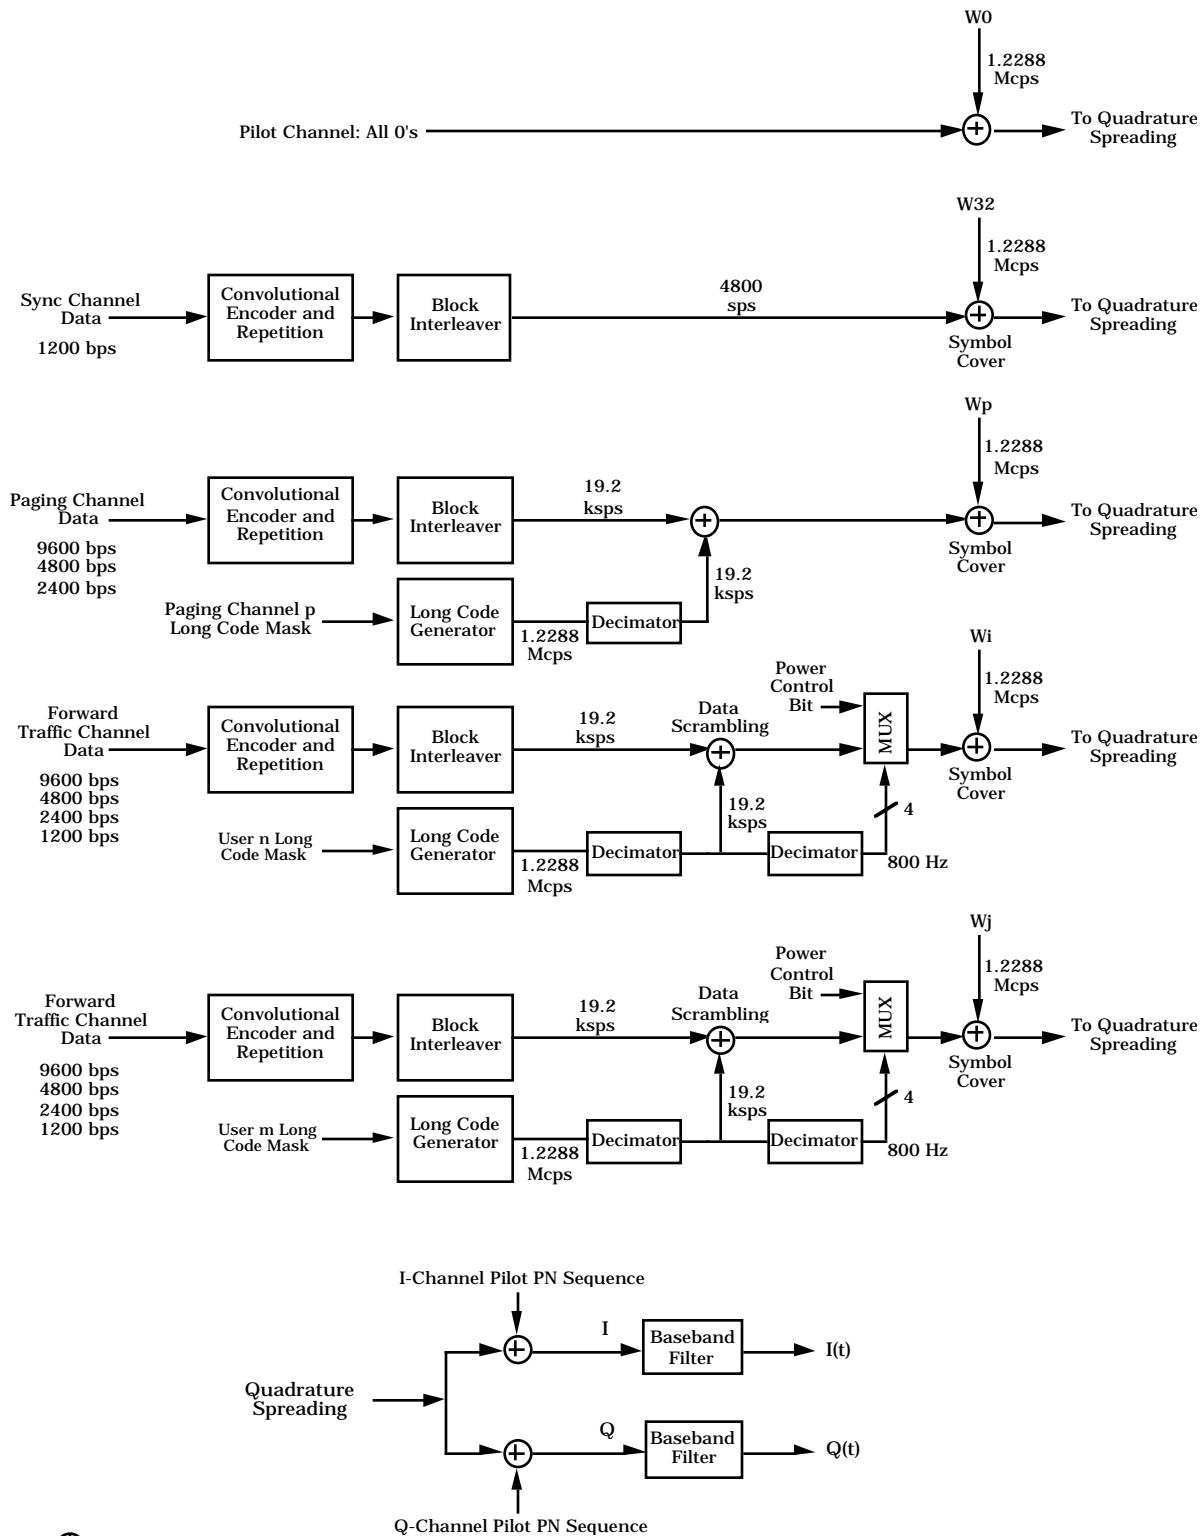 W0
1.2288
Mcps
Pilot Channel: All 0's
To Quadrature
Spreading
W32
1.2288
Mcps
Sync Channel
Data
1200 bps
Convolutional
Encoder and
Repetition
Block
Interleaver
4800
sps
Symbol
Cover
To Quadrature
Spreading
Wp
1.2288
Mcps
Paging Channel
Data
9600 bps
4800 bps
2400 bps
Convolutional
Encoder and
Repetition
Block
Interleaver
19.2
ksps
Symbol
Cover
To Quadrature
Spreading
Paging Channel p
Long Code Mask
Long Code
Generator
1.2288
Mcps
Decimator
19.2
ksps
Wi
1.2288
Mcps
Forward
Traffic Channel
Data
9600 bps
4800 bps
2400 bps
1200 bps
Convolutional
Encoder and
Repetition
Block
Interleaver
19.2
ksps
Data
Scrambling
Power
Control
Bit
MUX
Symbol
Cover
To Quadrature
Spreading
User n Long
Code Mask
Long Code
Generator
1.2288
Mcps
Decimator
19.2
ksps
Decimator
4
800 Hz
Wj
1.2288
Mcps
Forward
Traffic Channel
Data
9600 bps
4800 bps
2400 bps
1200 bps
Convolutional
Encoder and
Repetition
Block
Interleaver
19.2
ksps
Data
Scrambling
Power
Control
Bit
MUX
Symbol
Cover
To Quadrature
Spreading
User m Long
Code Mask
Long Code
Generator
1.2288
Mcps
Decimator
19.2
ksps
Decimator
4
800 Hz
I-Channel Pilot PN Sequence
I
Baseband
Filter
I(t)
Quadrature
Spreading
Q
Baseband
Filter
Q(t)
Q-Channel Pilot PN Sequence